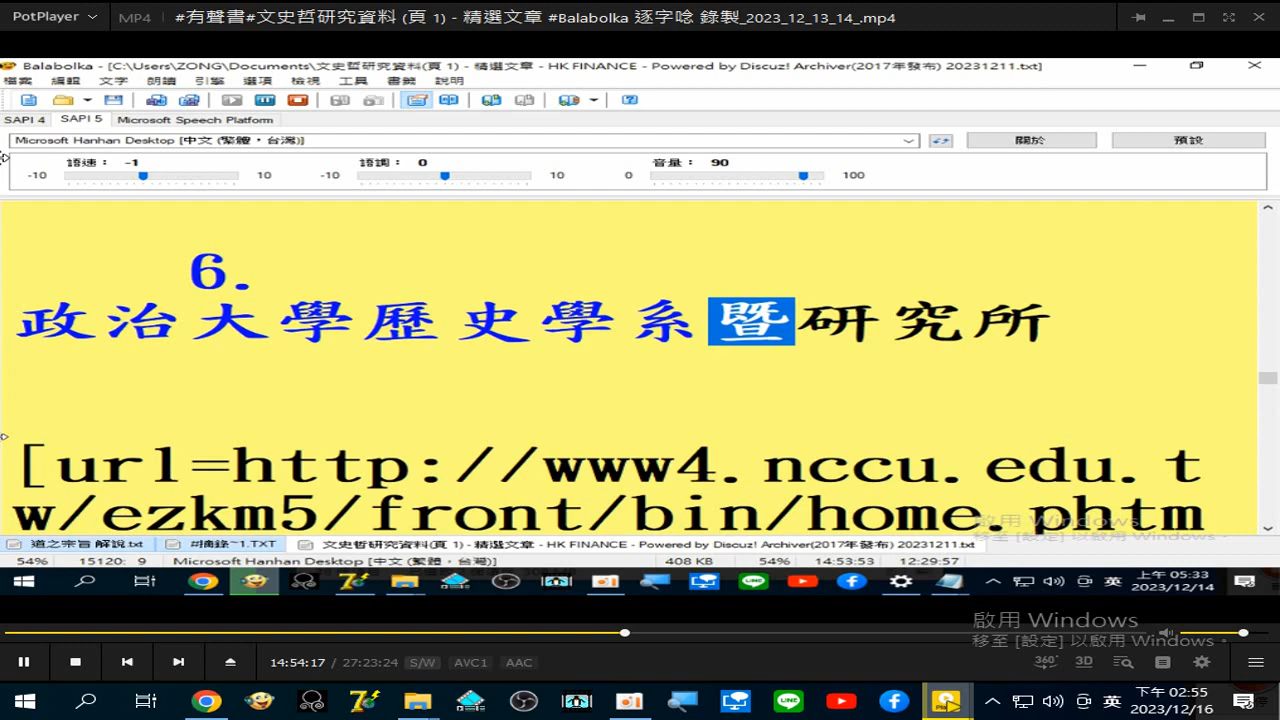 PotPlayer MP4 #有聲書#文史哲研究資料 (頁 1) - 精選文章 #Balabolka 逐字唸 錄製_2023_12_13_14_.mp4
Balabolka - [C:\Users\ZONG\Documents\文史哲研究資料(頁 1) - 精選文章 - HK FINANCE - Powered by Discuz! Archiver(2017年發布) 20231211.txt]
檔案 編輯 文字 朗讀 引擎 選項 檢視 工具 書籤 說明
SAPI 4 SAPI 5 Microsoft Speech Platform
Microsoft Hanhan Desktop [中文 (繁體，台灣)] 關於 預設
語速： -1 語調： 0 音量： 90
-10 10 -10 10 0 100
6.
政治大學歷史學系暨研究所
[url=http://www4.nccu.edu.t
w/ezkm5/front/bin/home.phtm
啟用 Windows
移至 [設定] 以啟用 Windows。
道之宗旨 解說.txt #摘錄~1.TXT 文史哲研究資料(頁 1) - 精選文章 - HK FINANCE - Powered by Discuz! Archiver(2017年發布) 20231211.txt
54% 15120: 9 Microsoft Hanhan Desktop [中文 (繁體，台灣)] 408 KB 54% 14:53:53 12:29:57
英 上午 05:33
2023/12/14
啟用 Windows
移至 [設定] 以啟用 Windows。
14:54:17 / 27:23:24 S/W AVC1 AAC 360° 3D
英 下午 02:55
2023/12/16